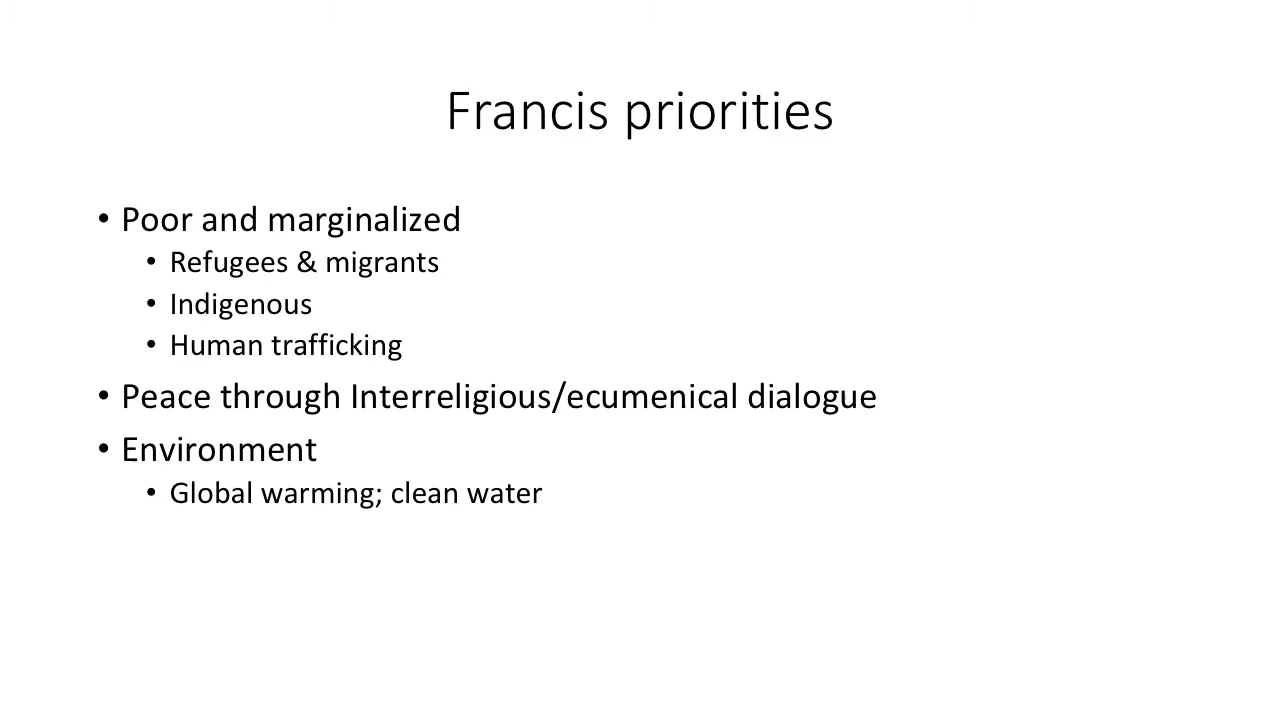 Francis priorities
• Poor and marginalized
• Refugees & migrants
• Indigenous
• Human trafficking
• Peace through Interreligious/ecumenical dialogue
• Environment
• Global warming; clean water